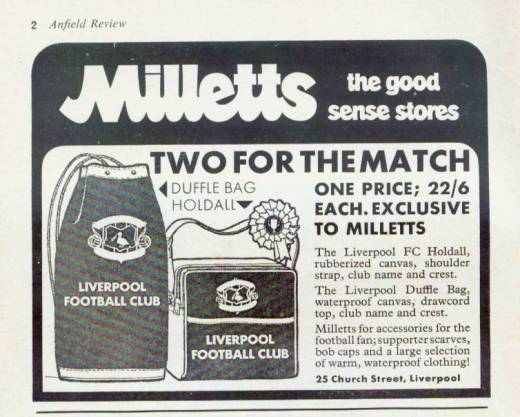 2 Anfield Review
Milletts
the good
sense stores
TWO FOR THE MATCH
DUFFLE BAG
HOLDALL
ONE PRICE; 22/6
EACH. EXCLUSIVE
TO MILLETTS
The Liverpool FC Holdall,
rubberized canvas, shoulder
strap, club name and crest.
The Liverpool Duffle Bag,
waterproof canvas, drawcord
top, club name and crest.
Milletts for accessories for the
football fan; supporter scarves,
bob caps and a large selection
of warm, waterproof clothing!
25 Church Street, Liverpool
LIVERPOOL
FOOTBALL CLUB
LIVERPOOL
FOOTBALL CLUB